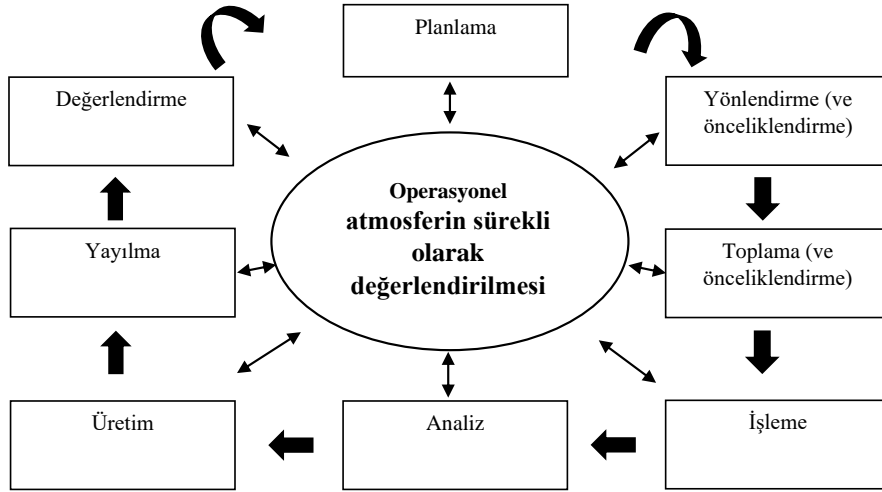 Planlama
Yönlendirme (ve
önceliklendirme)
Toplama (ve
önceliklendirme)
İşleme
Analiz
Üretim
Yayılma
Değerlendirme
Operasyonel
atmosferin sürekli
olarak
değerlendirilmesi